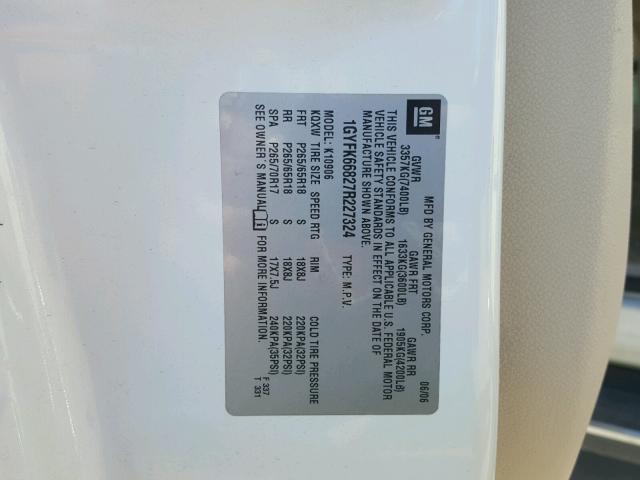 GM
MFD BY GENERAL MOTORS CORP. 06/06
GVWR GAWR FRT GAWR RR
3357KG(7400LB) 1633KG(3600LB) 1905KG(4200LB)
THIS VEHICLE CONFORMS TO ALL APPLICABLE U.S. FEDERAL MOTOR
VEHICLE SAFETY STANDARDS IN EFFECT ON THE DATE OF
MANUFACTURE SHOWN ABOVE.
1GYFK66827R227324 TYPE: M.P.V.
MODEL: K10906
KQXW TIRE SIZE SPEED RTG RIM COLD TIRE PRESSURE
FRT P265/65R18 S 18X8J 220KPA(32PSI)
RR P265/65R18 S 18X8J 220KPA(32PSI)
SPA P265/70R17 S 17X7.5J 240KPA(35PSI)
SEE OWNER'S MANUAL FOR MORE INFORMATION.
F 337
T 331